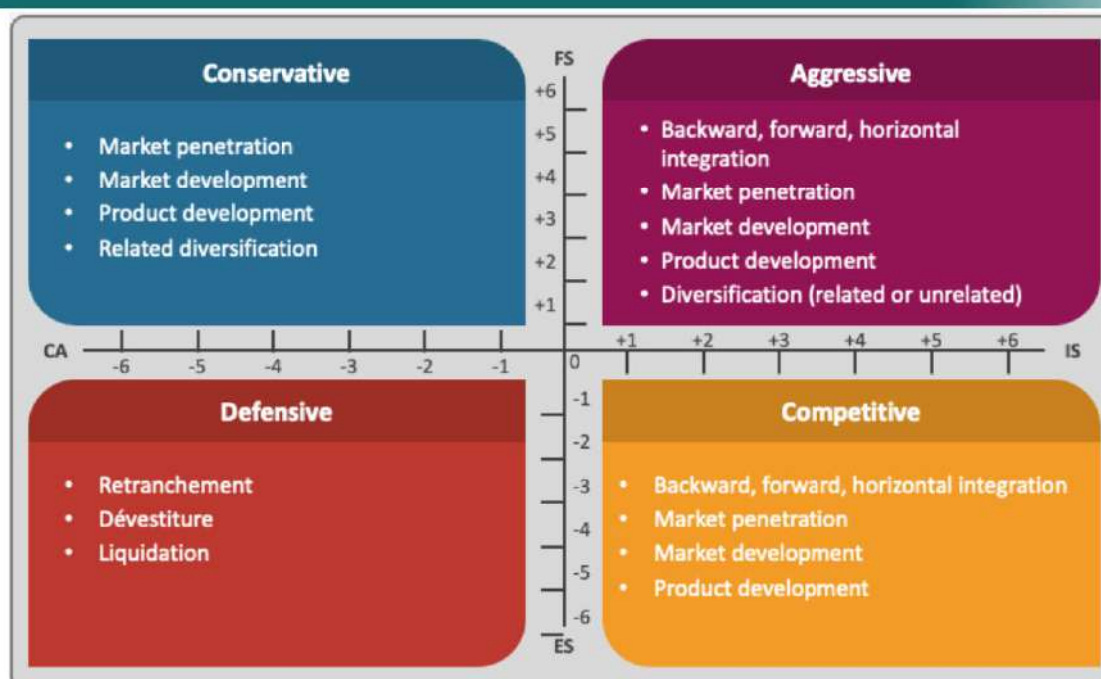 Conservative
• Market penetration
• Market development
• Product development
• Related diversification
FS
+6
+5
+4
+3
+2
+1
Aggressive
• Backward, forward, horizontal
integration
• Market penetration
• Market development
• Product development
• Diversification (related or unrelated)
CA
-6 -5 -4 -3 -2 -1 0 +1 +2 +3 +4 +5 +6
IS
Defensive
• Retranchement
• Dévestiture
• Liquidation
-1
-2
-3
-4
-5
-6
ES
Competitive
• Backward, forward, horizontal integration
• Market penetration
• Market development
• Product development